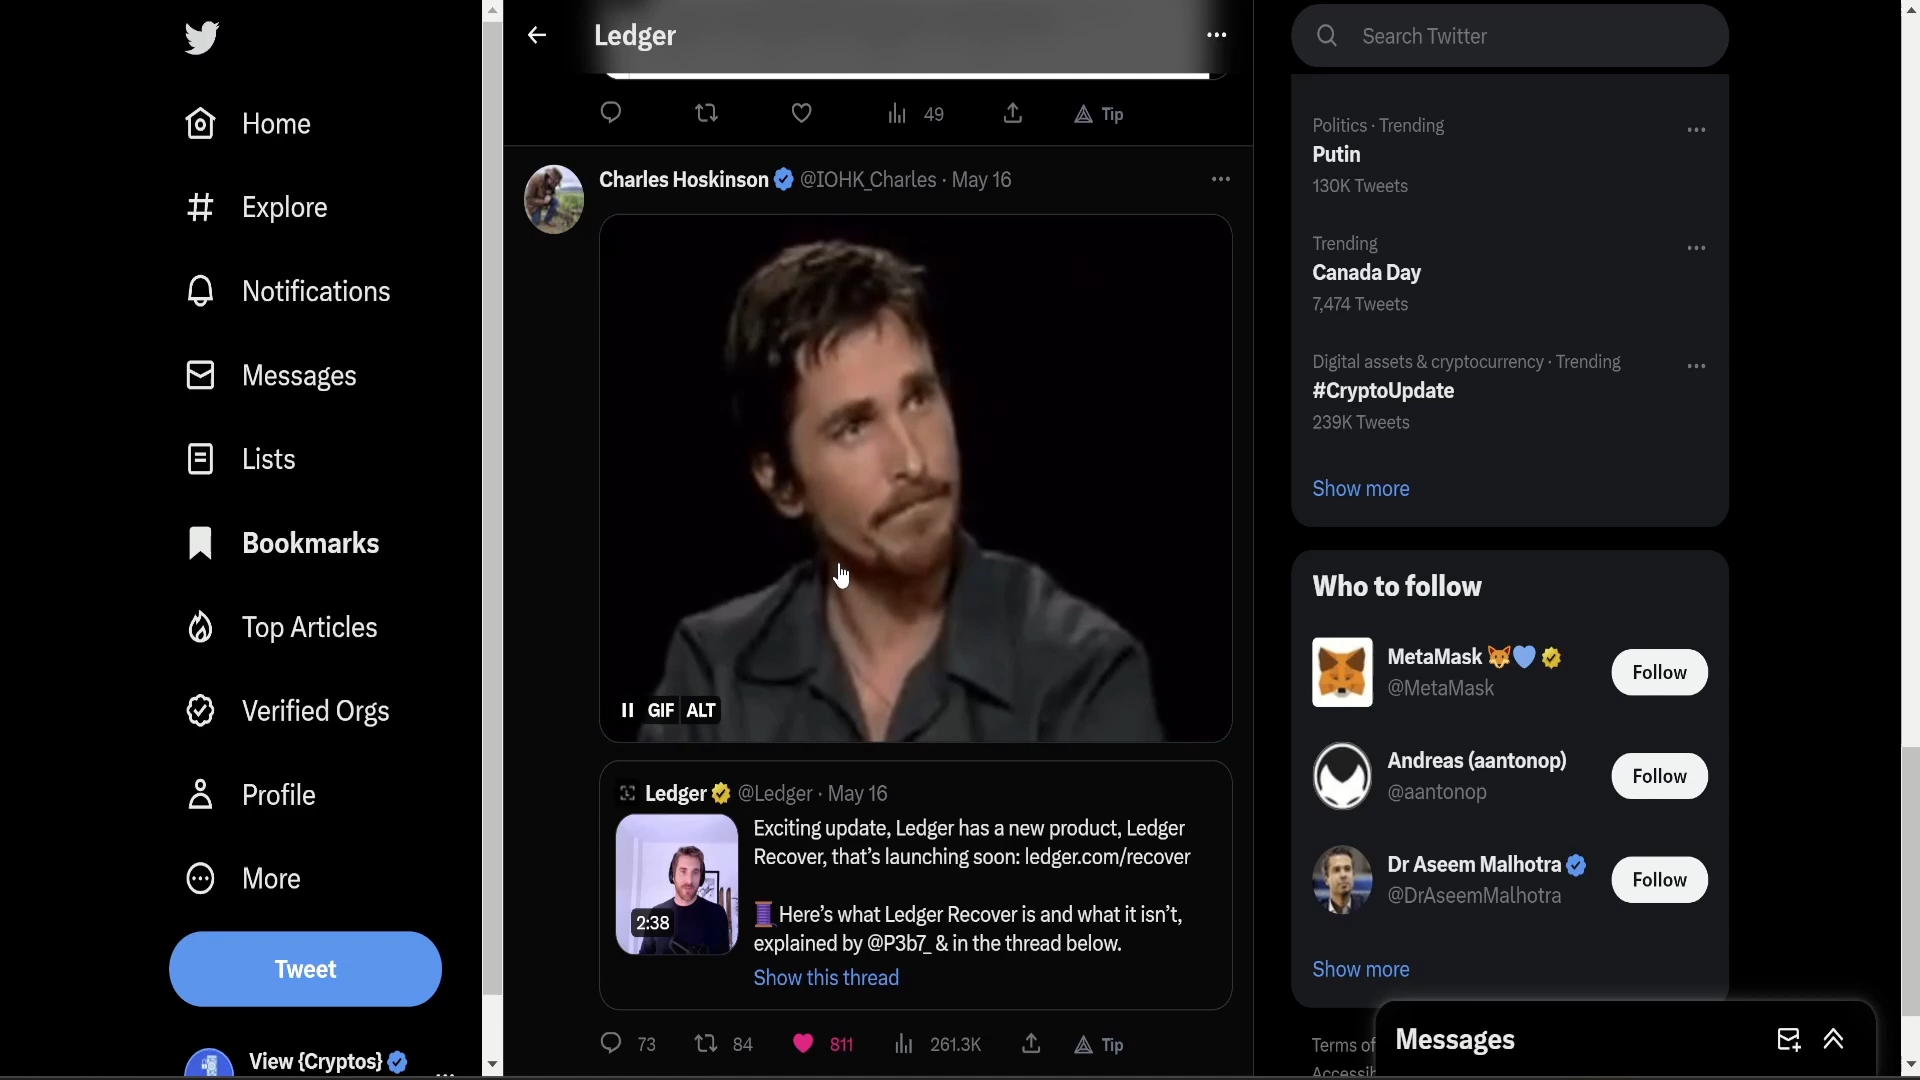 Home
Explore
Notifications
Messages
Lists
Bookmarks
Top Articles
Verified Orgs
Profile
More
Tweet
View {Cryptos}
Ledger
49
Tip
Charles Hoskinson @IOHK_Charles · May 16
GIF ALT
Ledger @Ledger · May 16
Exciting update, Ledger has a new product, Ledger
Recover, that’s launching soon: ledger.com/recover
Here’s what Ledger Recover is and what it isn’t,
explained by @P3b7_ & in the thread below.
2:38
Show this thread
73 84 811 261.3K Tip
Search Twitter
Politics · Trending
Putin
130K Tweets
Trending
Canada Day
7,474 Tweets
Digital assets & cryptocurrency · Trending
#CryptoUpdate
239K Tweets
Show more
Who to follow
MetaMask
@MetaMask
Follow
Andreas (aantonop)
@aantonop
Follow
Dr Aseem Malhotra
@DrAseemMalhotra
Follow
Show more
Terms of
Messages